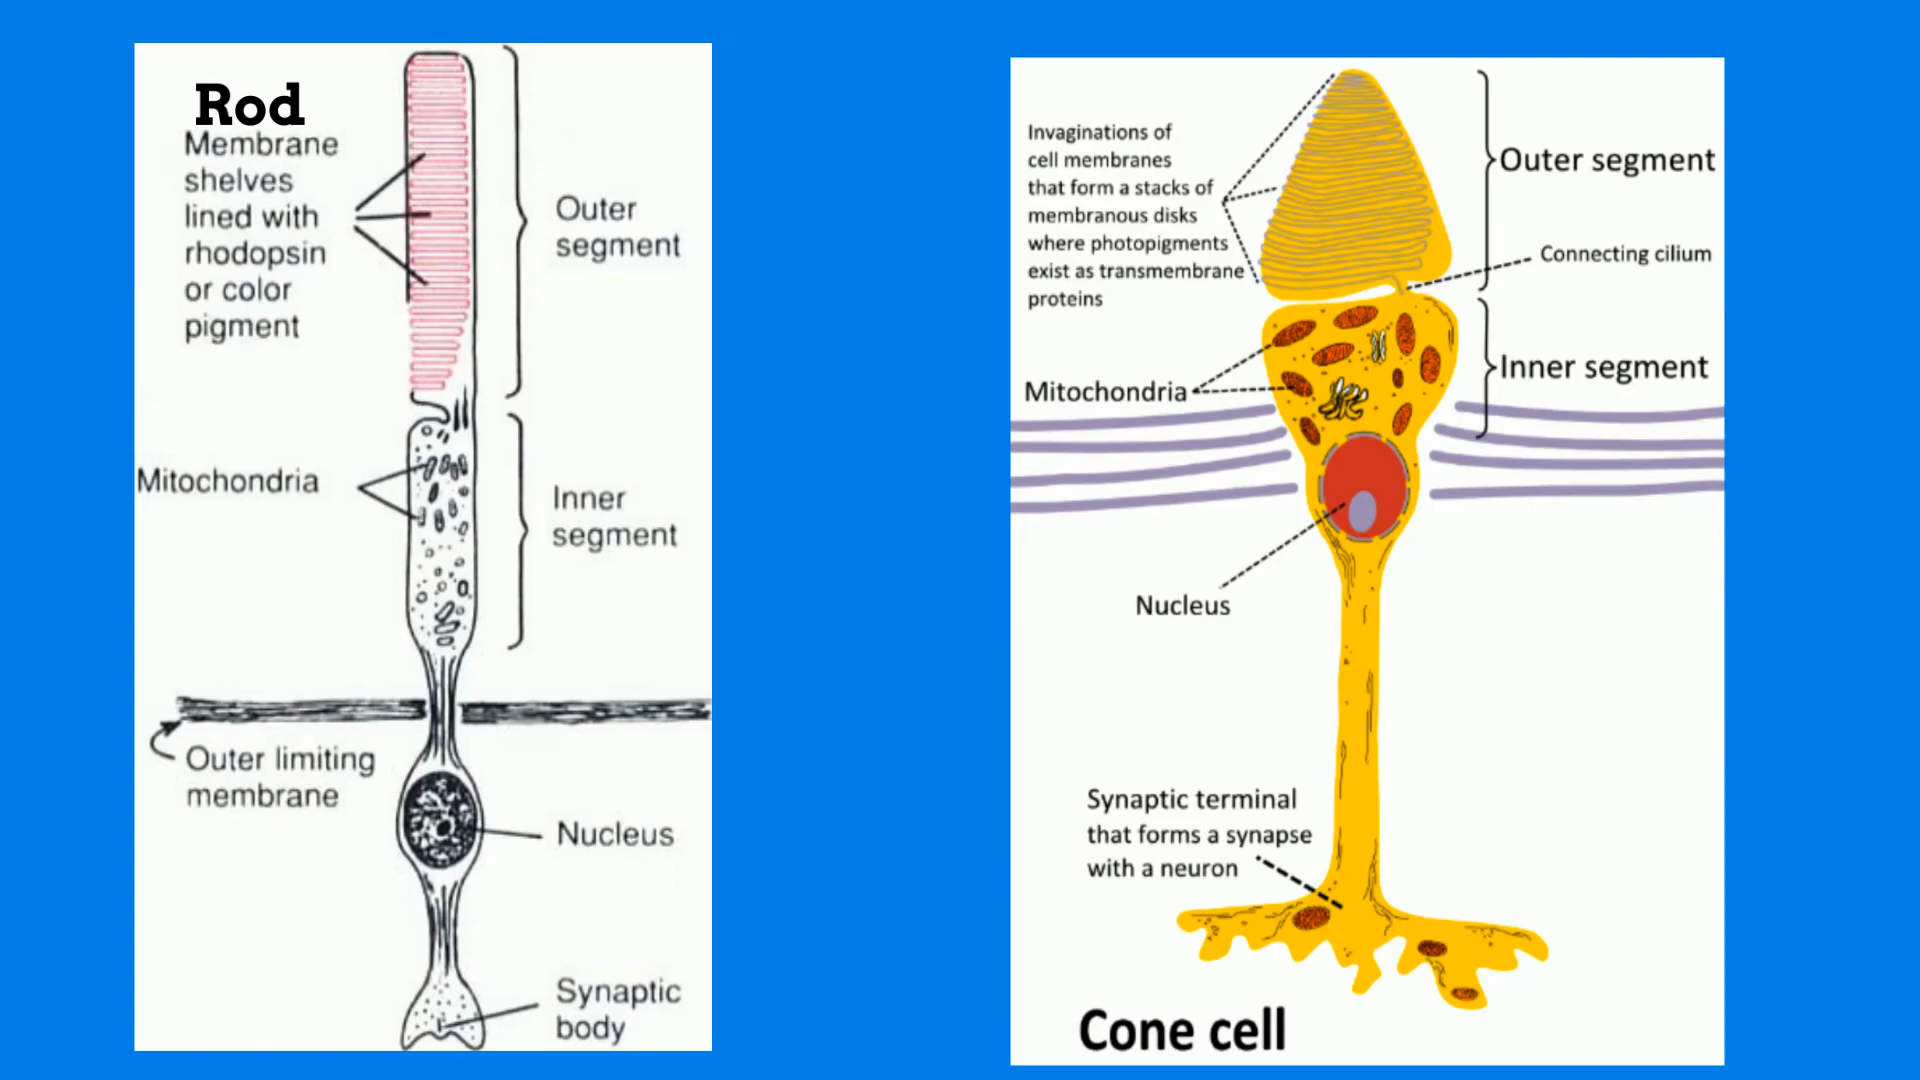 Rod
Membrane
shelves
lined with
rhodopsin
or color
pigment
Outer
segment
Mitochondria
Inner
segment
Outer limiting
membrane
Nucleus
Synaptic
body
Invaginations of
cell membranes
that form a stacks of
membranous disks
where photopigments
exist as transmembrane
proteins
Outer segment
Connecting cilium
Mitochondria
Inner segment
Nucleus
Synaptic terminal
that forms a synapse
with a neuron
Cone cell